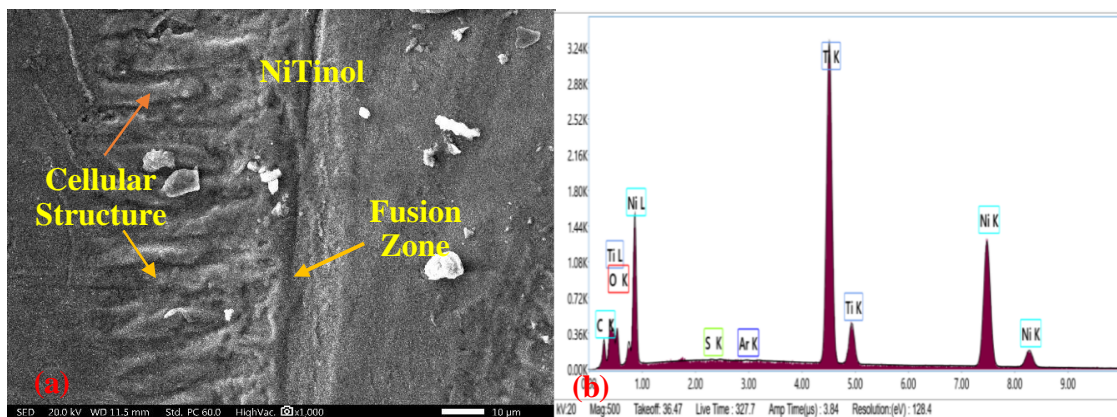 NiTinol
Cellular
Structure
Fusion
Zone
(a)
SED 20.0 kV WD 11.5 mm Std. PC 60.0 HighVac. x1,000 10 µm
3.24K
2.88K
2.52K
2.16K
1.80K
1.44K
1.08K
0.72K
0.36K
0.00K
Ti K
Ni L
Ni K
Ti L
O K
C K
S K
Ar K
Ti K
Ni K
(b)
1.00 2.00 3.00 4.00 5.00 6.00 7.00 8.00 9.00
kV:20 Mag:500 Takeoff: 36.47 Live Time : 327.7 Amp Time(µs) : 3.84 Resolution:(eV) : 128.4